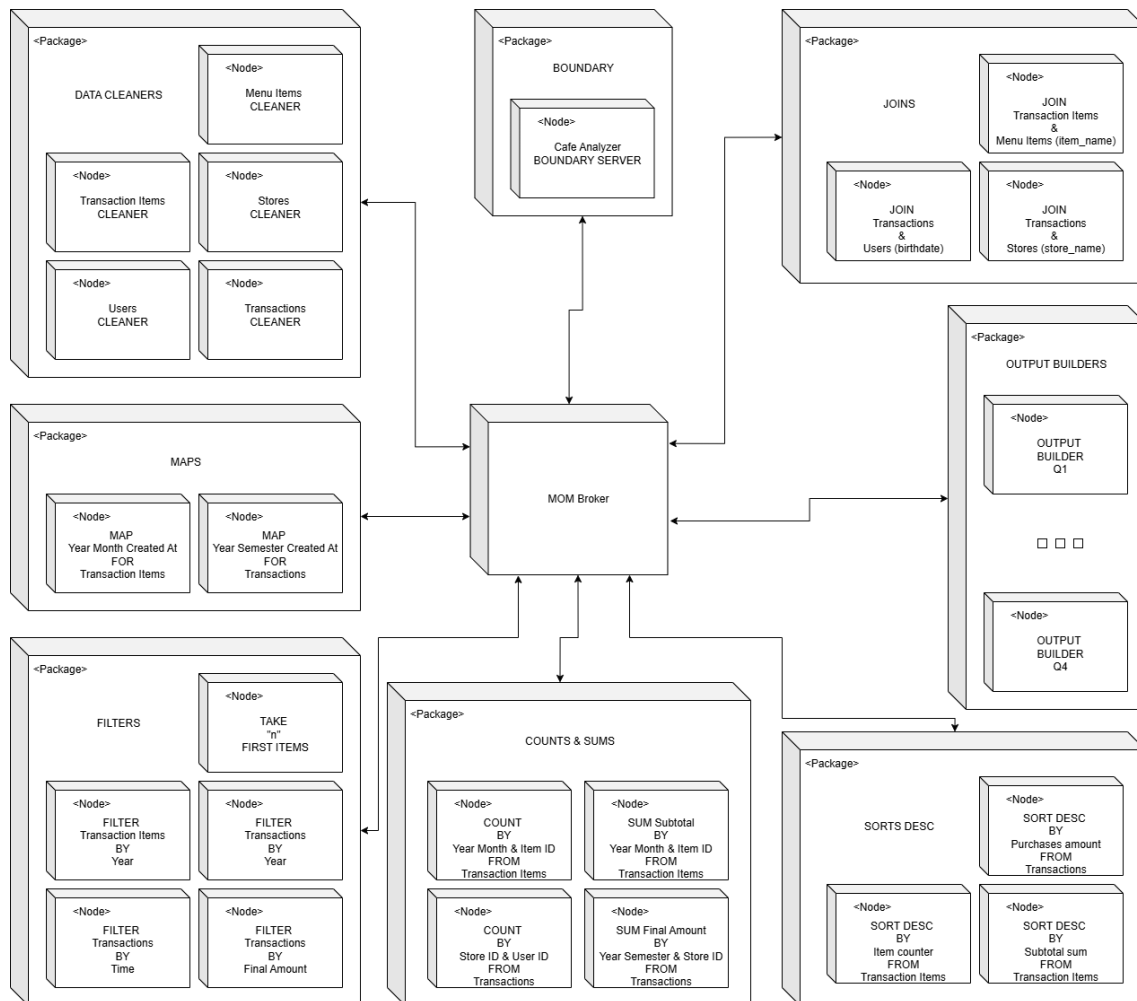 <Package>
DATA CLEANERS
<Node>
Menu Items
CLEANER
<Node>
Transaction Items
CLEANER
<Node>
Stores
CLEANER
<Node>
Users
CLEANER
<Node>
Transactions
CLEANER
<Package>
BOUNDARY
<Node>
Cafe Analyzer
BOUNDARY SERVER
<Package>
JOINS
<Node>
JOIN
Transaction Items
&
Menu Items (item_name)
<Node>
JOIN
Transactions
&
Users (birthdate)
<Node>
JOIN
Transactions
&
Stores (store_name)
<Package>
MAPS
<Node>
MAP
Year Month Created At
FOR
Transaction Items
<Node>
MAP
Year Semester Created At
FOR
Transactions
MOM Broker
<Package>
OUTPUT BUILDERS
<Node>
OUTPUT
BUILDER
Q1
<Node>
OUTPUT
BUILDER
Q4
<Package>
FILTERS
<Node>
TAKE
"n"
FIRST ITEMS
<Node>
FILTER
Transaction Items
BY
Year
<Node>
FILTER
Transactions
BY
Year
<Node>
FILTER
Transactions
BY
Time
<Node>
FILTER
Transactions
BY
Final Amount
<Package>
COUNTS & SUMS
<Node>
COUNT
BY
Year Month & Item ID
FROM
Transaction Items
<Node>
SUM Subtotal
BY
Year Month & Item ID
FROM
Transaction Items
<Node>
COUNT
BY
Store ID & User ID
FROM
Transactions
<Node>
SUM Final Amount
BY
Year Semester & Store ID
FROM
Transactions
<Package>
SORTS DESC
<Node>
SORT DESC
BY
Purchases amount
FROM
Transactions
<Node>
SORT DESC
BY
Item counter
FROM
Transaction Items
<Node>
SORT DESC
BY
Subtotal sum
FROM
Transaction Items